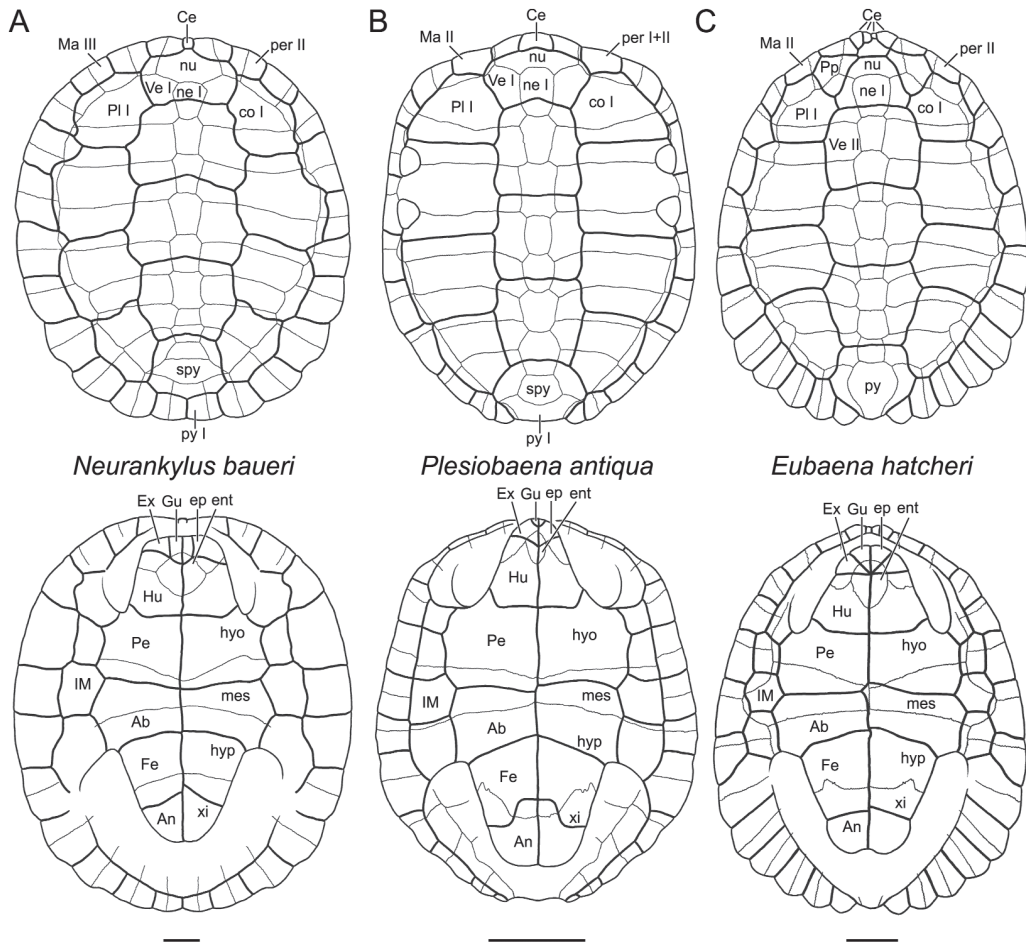 A
Ce
Ma III
per II
nu
Ve I
ne I
Pl I
co I
spy
py I
B
Ce
Ma II
per I+II
nu
Ve I
ne I
Pl I
co I
spy
py I
C
Ce
Ma II
per II
Pp
nu
ne I
Pl I
co I
Ve II
py
Neurankylus baueri
Plesiobaena antiqua
Eubaena hatcheri
Ex Gu ep ent
Hu
Pe
hyo
IM
mes
Ab
Fe
hyp
An
xi
Ex Gu ep ent
Hu
Pe
hyo
IM
mes
Ab
hyp
Fe
xi
An
Ex Gu ep ent
Hu
Pe
hyo
IM
mes
Ab
Fe
hyp
xi
An